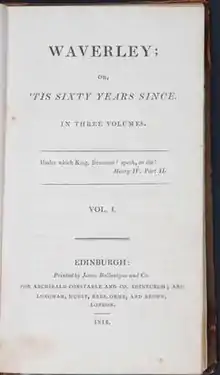 WAVERLEY;
OR,
'TIS SIXTY YEARS SINCE.
IN THREE VOLUMES.
Under which King, Bezonian? speak, or die!
Henry IV. Part II.
VOL. I.
EDINBURGH:
Printed by James Ballantyne and Co.
FOR ARCHIBALD CONSTABLE AND CO. EDINBURGH; AND
LONGMAN, HURST, REES, ORME, AND BROWN,
LONDON.
1814.